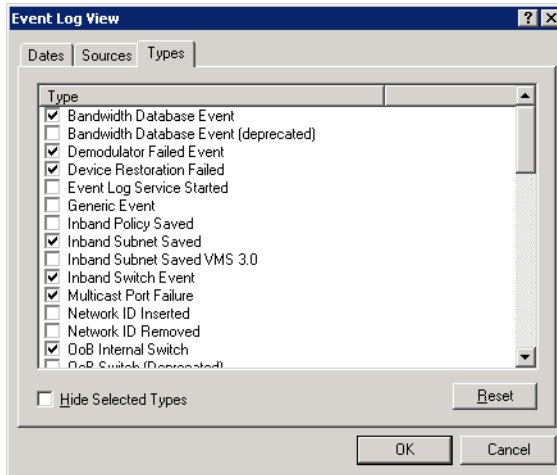 Event Log View
Dates Sources Types
Type
Bandwidth Database Event
Bandwidth Database Event (deprecated)
Demodulator Failed Event
Device Restoration Failed
Event Log Service Started
Generic Event
Inband Policy Saved
Inband Subnet Saved
Inband Subnet Saved VMS 3.0
Inband Switch Event
Multicast Port Failure
Network ID Inserted
Network ID Removed
OoB Internal Switch
OoB Switch (Deprecated)
Hide Selected Types
Reset
OK Cancel